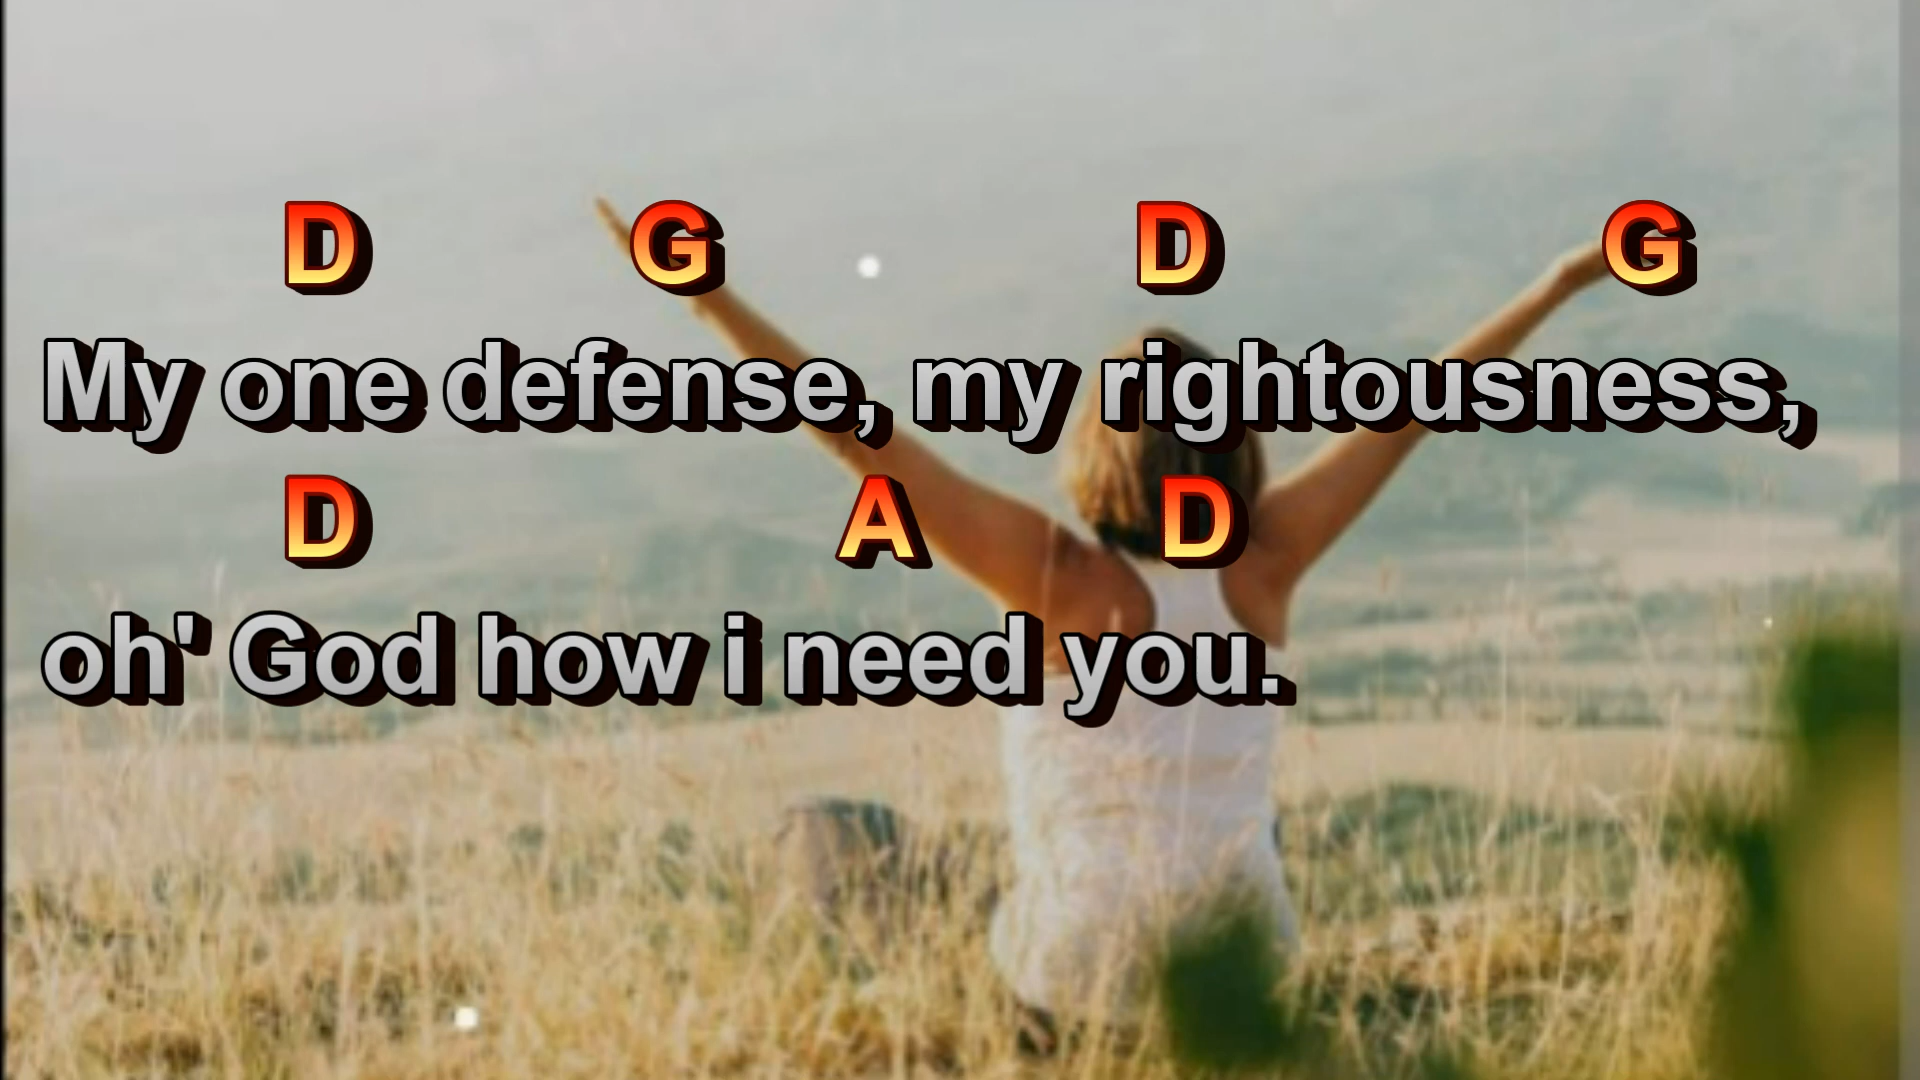 D G D G
My one defense, my rightousness,
D A D
oh' God how i need you.